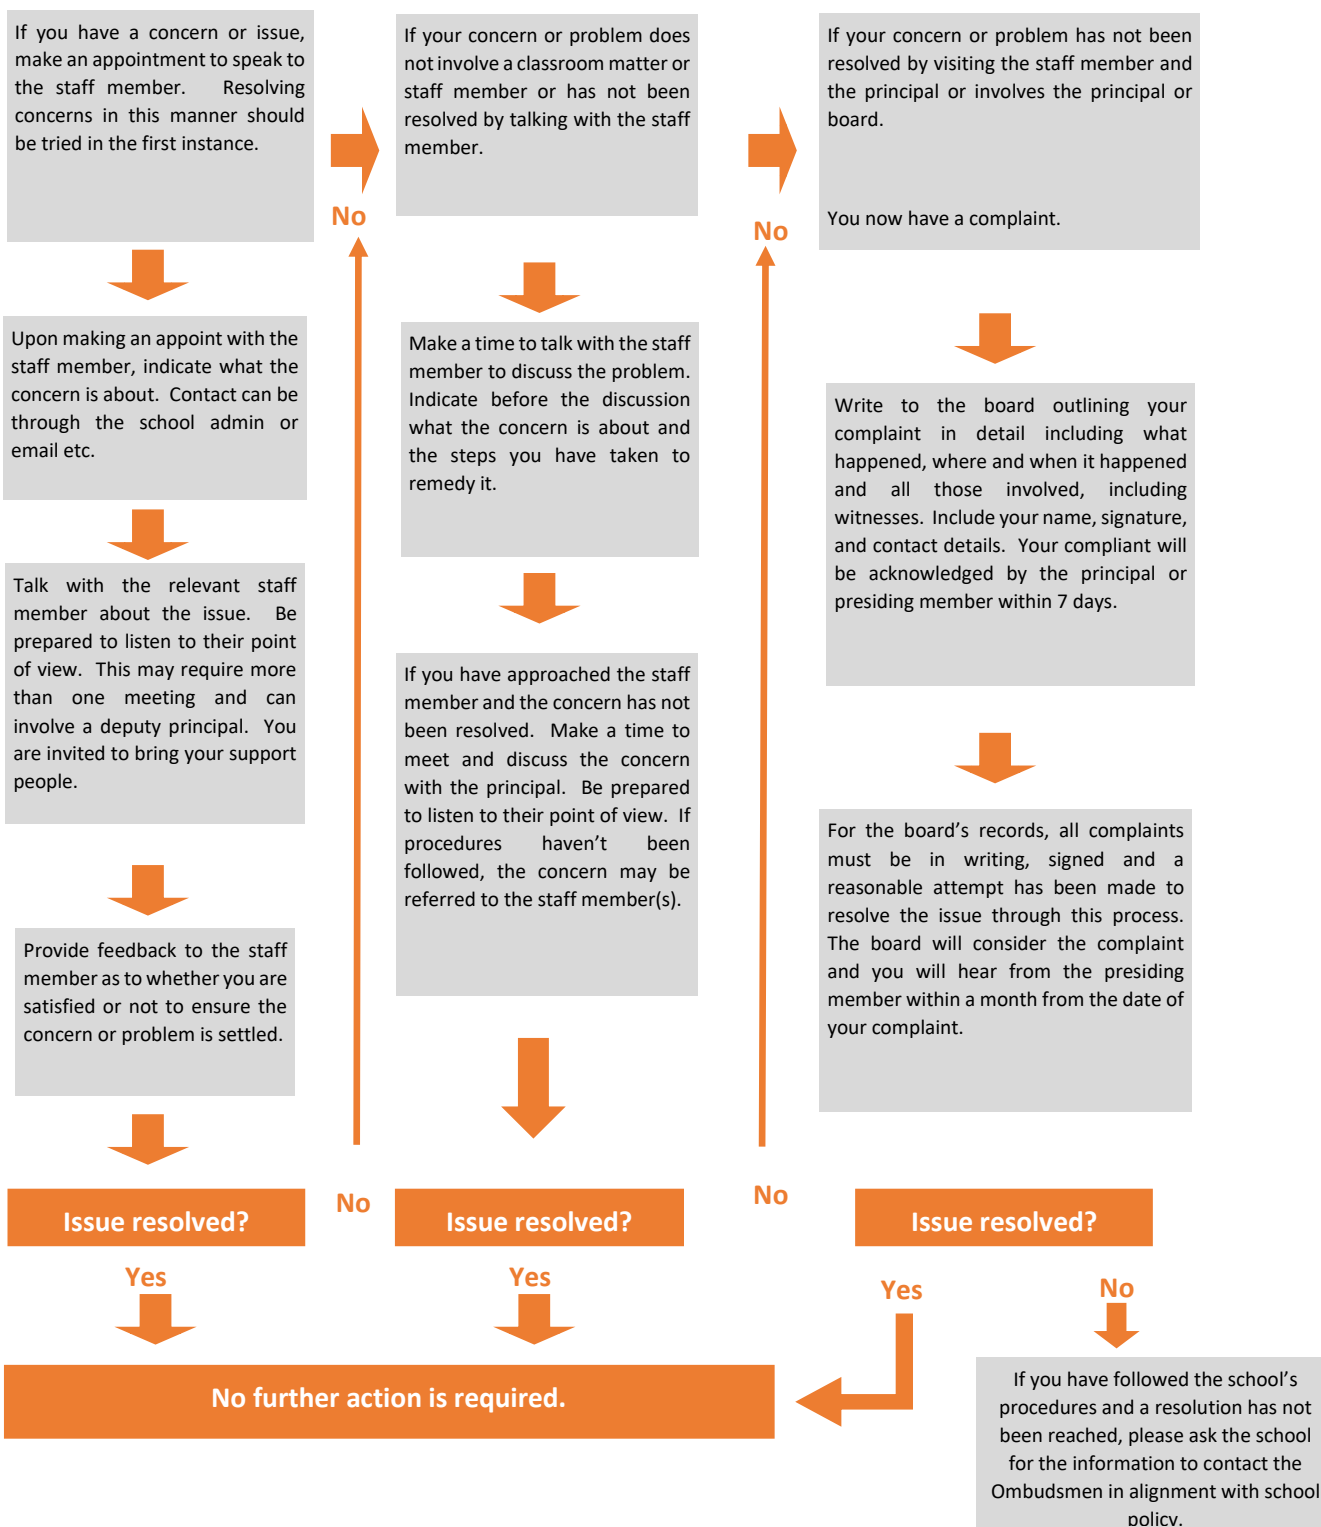 If you have a concern or issue,
make an appointment to speak to
the staff member. Resolving
concerns in this manner should
be tried in the first instance.
Upon making an appoint with the
staff member, indicate what the
concern is about. Contact can be
through the school admin or
email etc.
Talk with the relevant staff
member about the issue. Be
prepared to listen to their point
of view. This may require more
than one meeting and can
involve a deputy principal. You
are invited to bring your support
people.
Provide feedback to the staff
member as to whether you are
satisfied or not to ensure the
concern or problem is settled.
Issue resolved?
Yes
No
No
If your concern or problem does
not involve a classroom matter or
staff member or has not been
resolved by talking with the staff
member.
Make a time to talk with the staff
member to discuss the problem.
Indicate before the discussion
what the concern is about and
the steps you have taken to
remedy it.
If you have approached the staff
member and the concern has not
been resolved. Make a time to
meet and discuss the concern
with the principal. Be prepared
to listen to their point of view. If
procedures haven’t been
followed, the concern may be
referred to the staff member(s).
Issue resolved?
Yes
No
No
If your concern or problem has not been
resolved by visiting the staff member and
the principal or involves the principal or
board.
You now have a complaint.
Write to the board outlining your
complaint in detail including what
happened, where and when it happened
and all those involved, including
witnesses. Include your name, signature,
and contact details. Your compliant will
be acknowledged by the principal or
presiding member within 7 days.
For the board’s records, all complaints
must be in writing, signed and a
reasonable attempt has been made to
resolve the issue through this process.
The board will consider the complaint
and you will hear from the presiding
member within a month from the date of
your complaint.
Issue resolved?
Yes
No
No further action is required.
If you have followed the school’s
procedures and a resolution has not
been reached, please ask the school
for the information to contact the
Ombudsmen in alignment with school
policy.